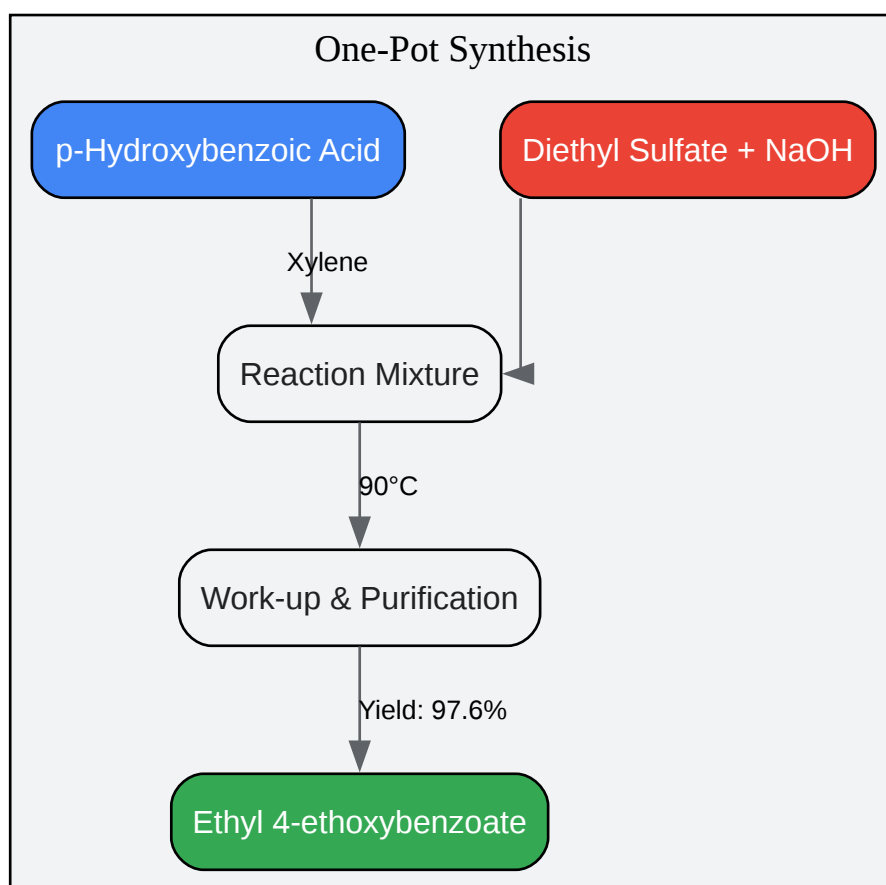 One-Pot Synthesis
p-Hydroxybenzoic Acid
Diethyl Sulfate + NaOH
Xylene
Reaction Mixture
90°C
Work-up & Purification
Yield: 97.6%
Ethyl 4-ethoxybenzoate